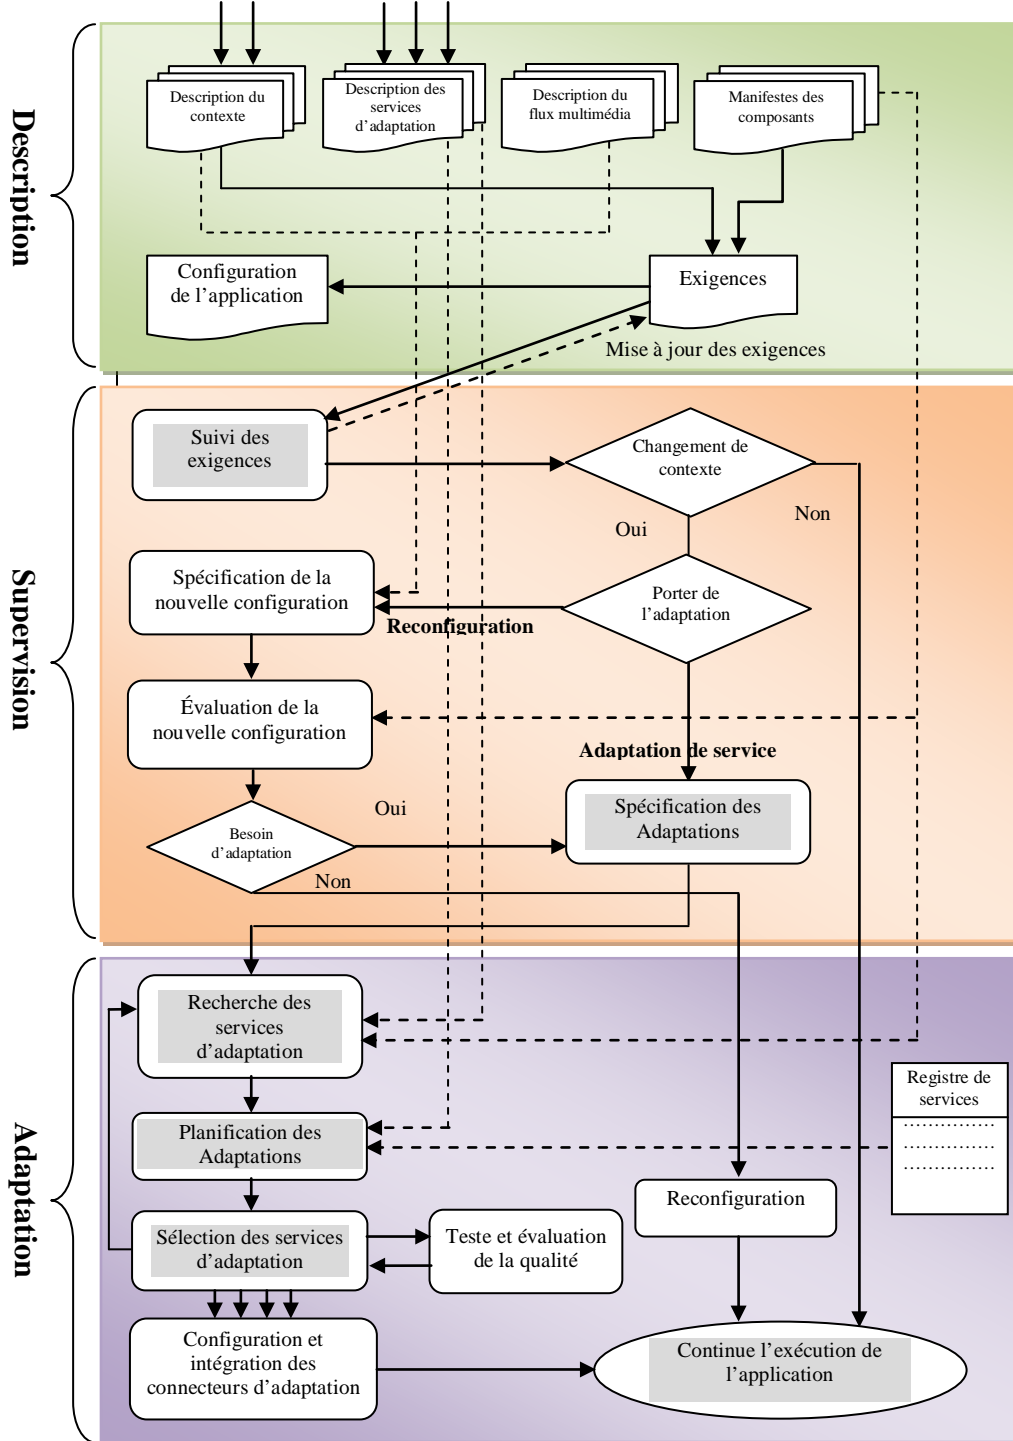 Description
Description du
contexte
Description des
services
d'adaptation
Description du
flux multimédia
Manifestes des
composants
Configuration
de l'application
Exigences
Mise à jour des exigences
Supervision
Suivi des
exigences
Changement de
contexte
Oui
Non
Spécification de la
nouvelle configuration
Porter de
l'adaptation
Reconfiguration
Évaluation de la
nouvelle configuration
Adaptation de service
Oui
Spécification des
Adaptations
Besoin
d'adaptation
Non
Adaptation
Recherche des
services
d'adaptation
Registre de
services
...............
...............
...............
Planification des
Adaptations
Reconfiguration
Sélection des services
d'adaptation
Teste et évaluation
de la qualité
Configuration et
intégration des
connecteurs d'adaptation
Continue l'exécution de
l'application